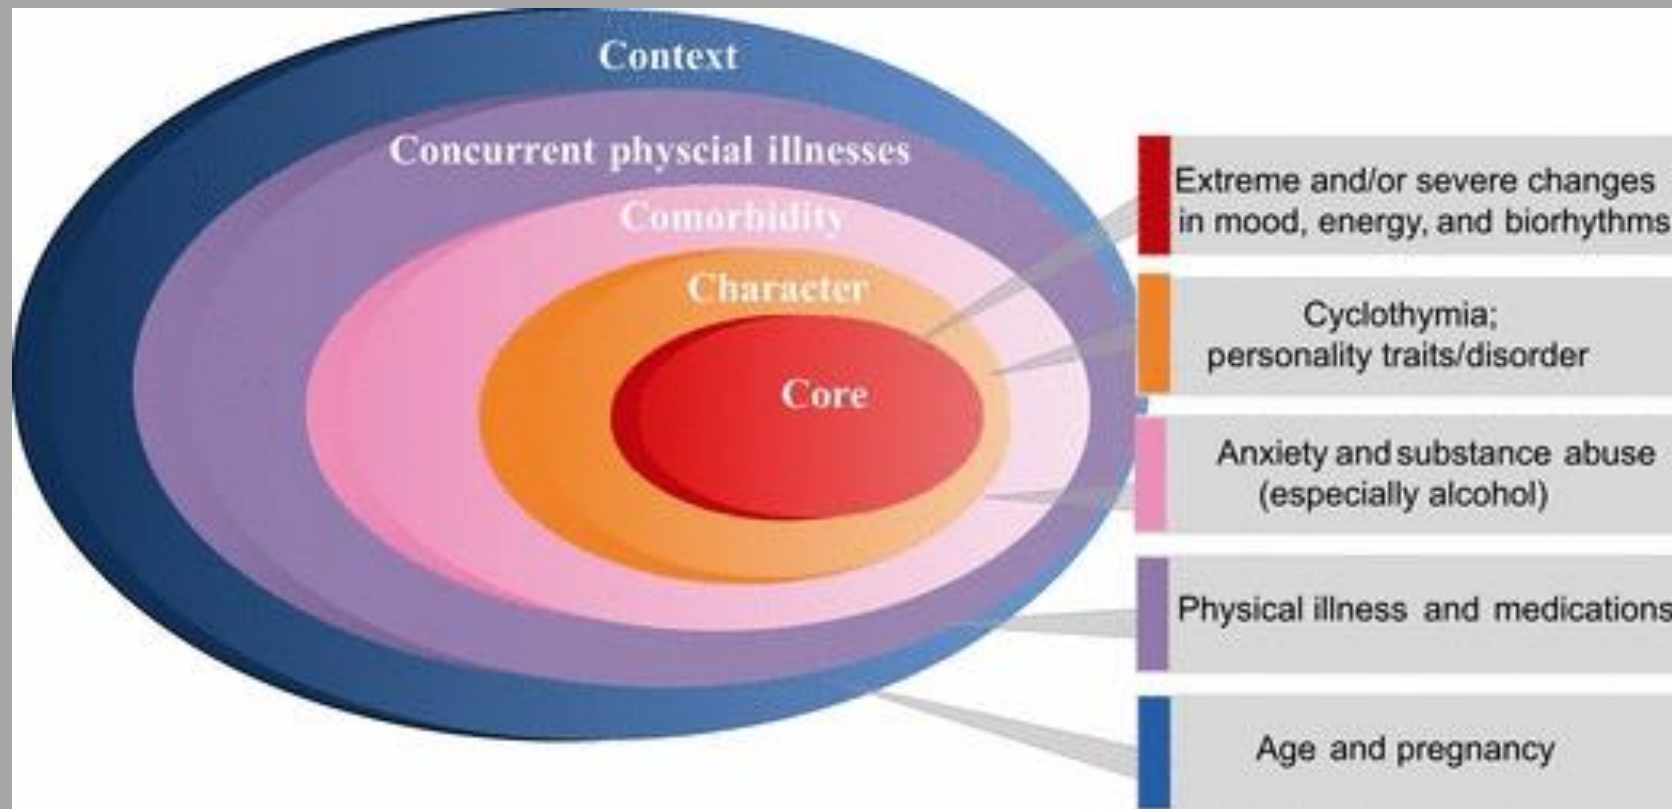 Context
Concurrent physcial illnesses
Comorbidity
Character
Core
Extreme and/or severe changes
in mood, energy, and biorhythms
Cyclothymia;
personality traits/disorder
Anxiety and substance abuse
(especially alcohol)
Physical illness and medications
Age and pregnancy